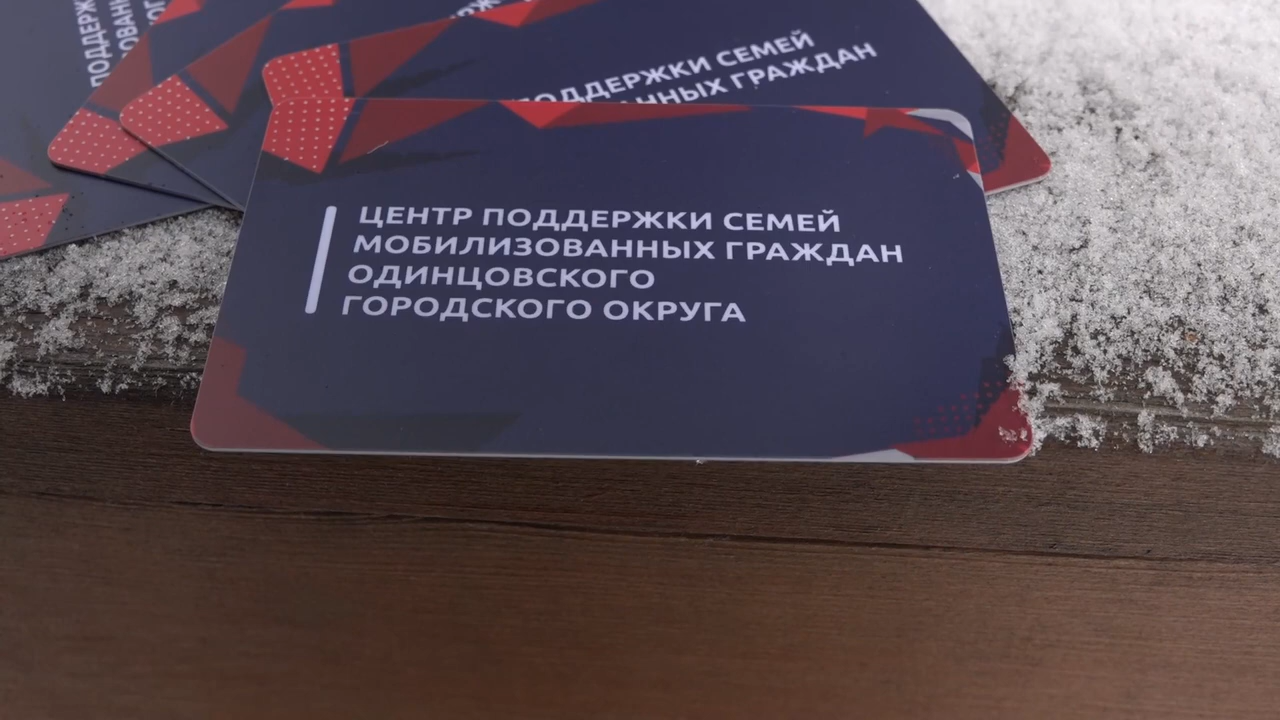 ЦЕНТР ПОДДЕРЖКИ СЕМЕЙ
МОБИЛИЗОВАННЫХ ГРАЖДАН
ОДИНЦОВСКОГО
ГОРОДСКОГО ОКРУГА
ПОДДЕРЖКИ СЕМЕЙ
ГРАЖДАН